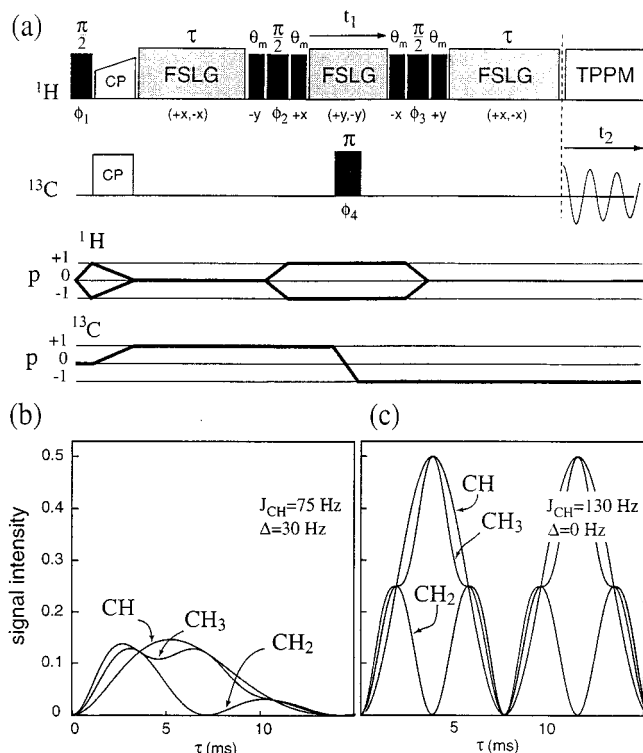 (a)
π/2 τ θm π/2 θm t1 θm π/2 θm τ
1H CP FSLG FSLG FSLG TPPM
ϕ1 (+x,-x) -y ϕ2 +x (+y,-y) -x ϕ3 +y (+x,-x)
π t2
13C CP
ϕ4
1H
+1
p 0
-1
13C
+1
p 0
-1
(b) (c)
0.5
0.4
0.3
0.2
0.1
0
signal intensity
JCH=75 Hz
Δ=30 Hz
CH
CH3
CH2
0 5 10
τ (ms)
CH
CH3
CH2
JCH=130 Hz
Δ=0 Hz
5 10
τ (ms)